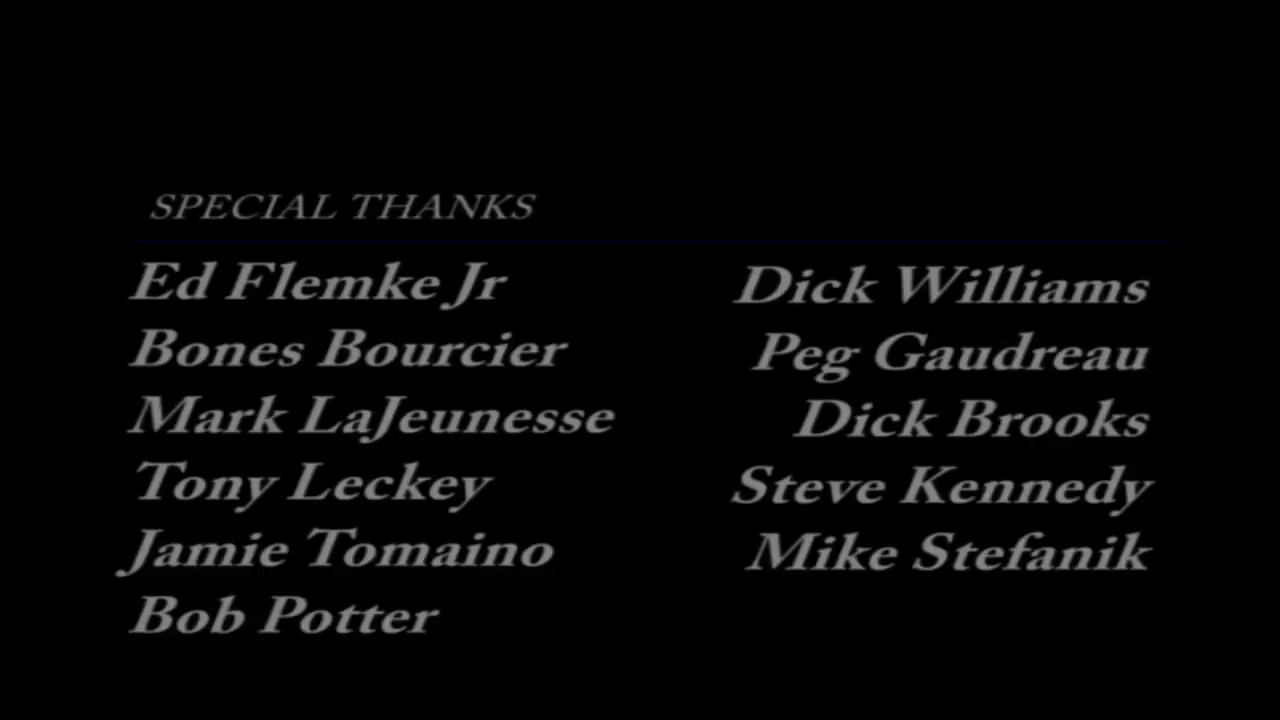 SPECIAL THANKS
Ed Flemke Jr
Bones Bourcier
Mark LaJeunesse
Tony Leckey
Jamie Tomaino
Bob Potter
Dick Williams
Peg Gaudreau
Dick Brooks
Steve Kennedy
Mike Stefanik